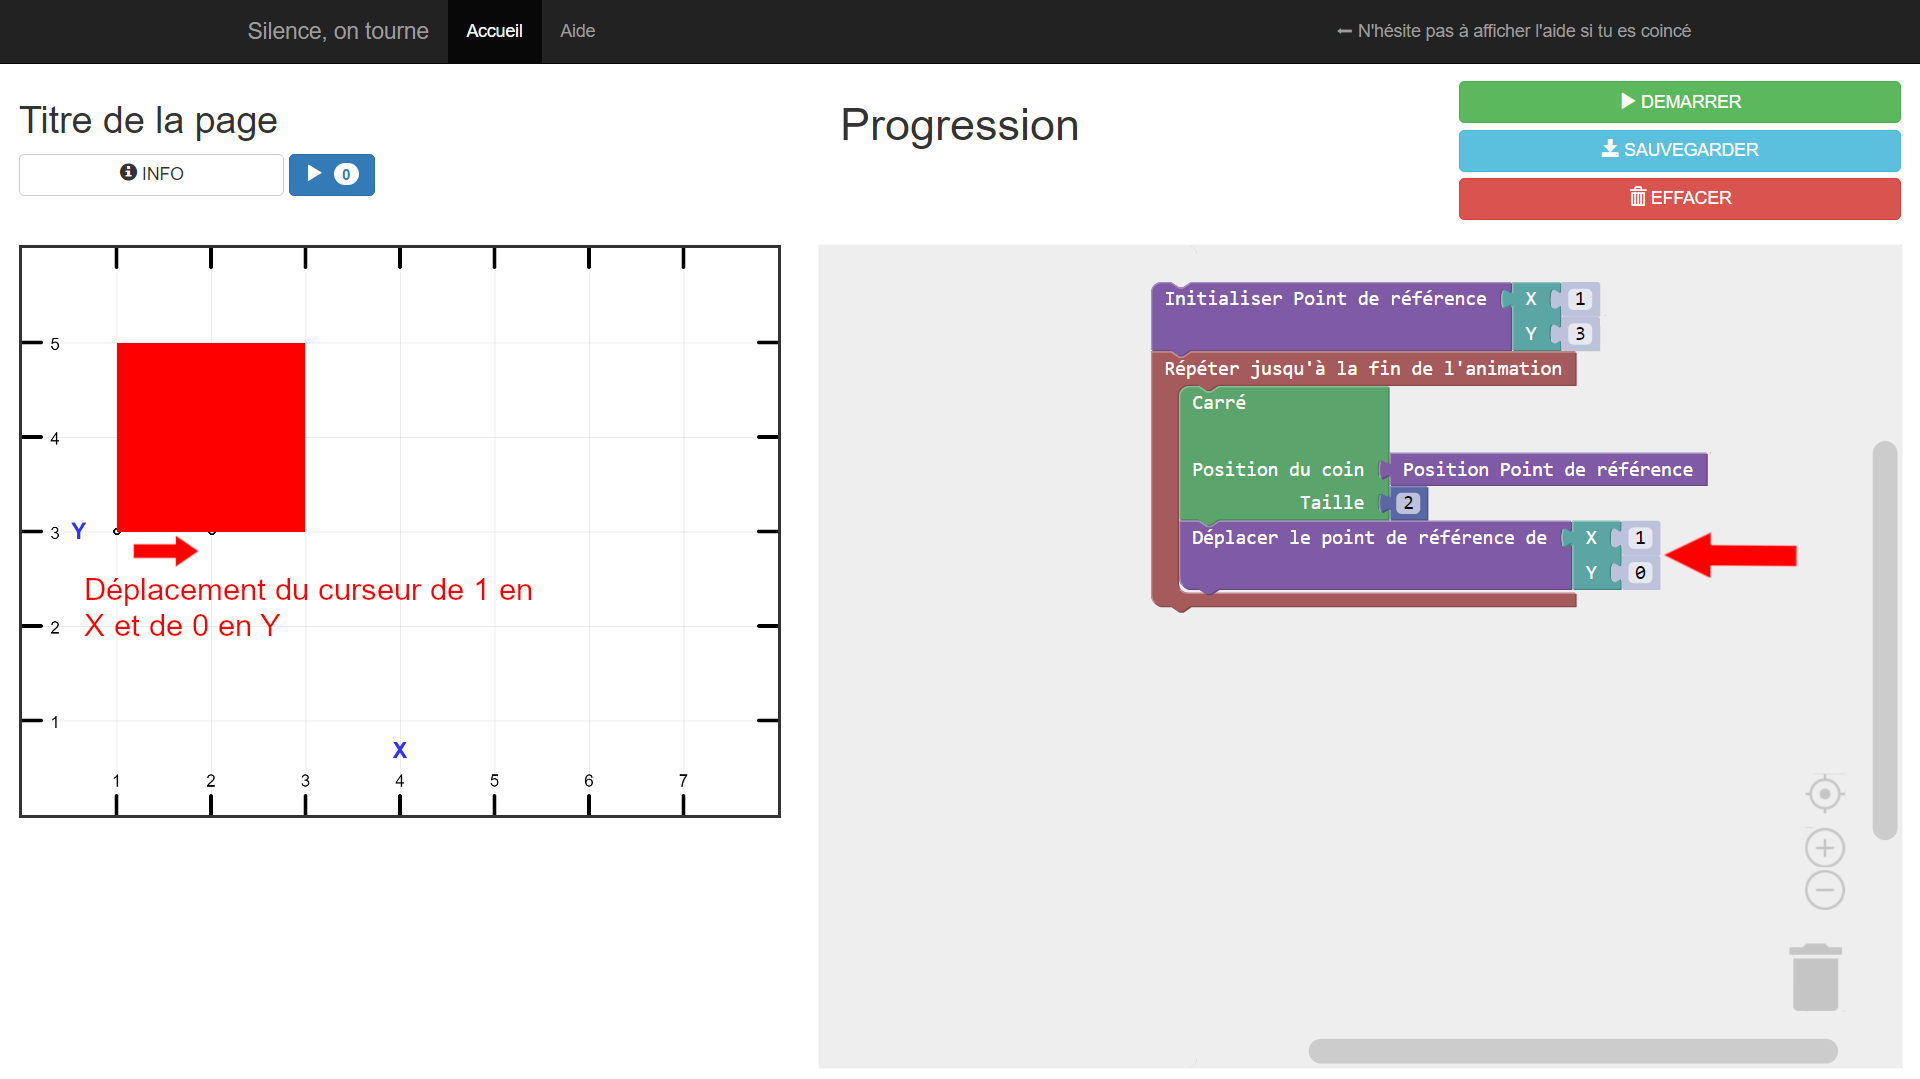 Silence, on tourne
Accueil
Aide
N'hésite pas à afficher l'aide si tu es coincé
Titre de la page
INFO
0
Progression
DEMARRER
SAUVEGARDER
EFFACER
5
4
3
Y
Déplacement du curseur de 1 en
X et de 0 en Y
2
1
X
1 2 3 4 5 6 7
Initialiser Point de référence X 1
Y 3
Répéter jusqu'à la fin de l'animation
Carré
Position du coin Position Point de référence
Taille 2
Déplacer le point de référence de X 1
Y 0